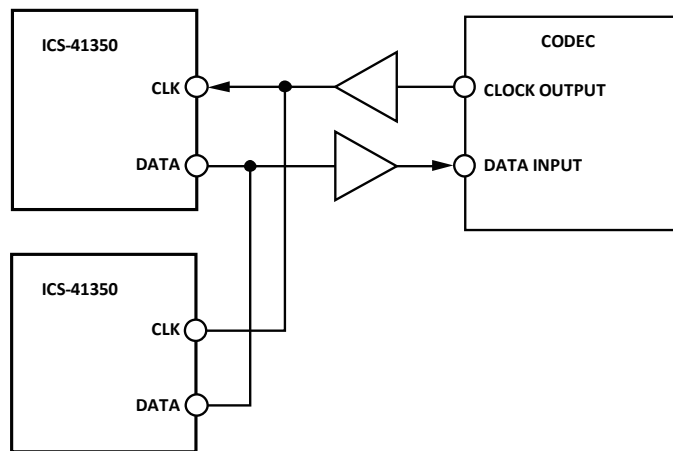 ICS-41350
CODEC
CLK
CLOCK OUTPUT
DATA
DATA INPUT
ICS-41350
CLK
DATA